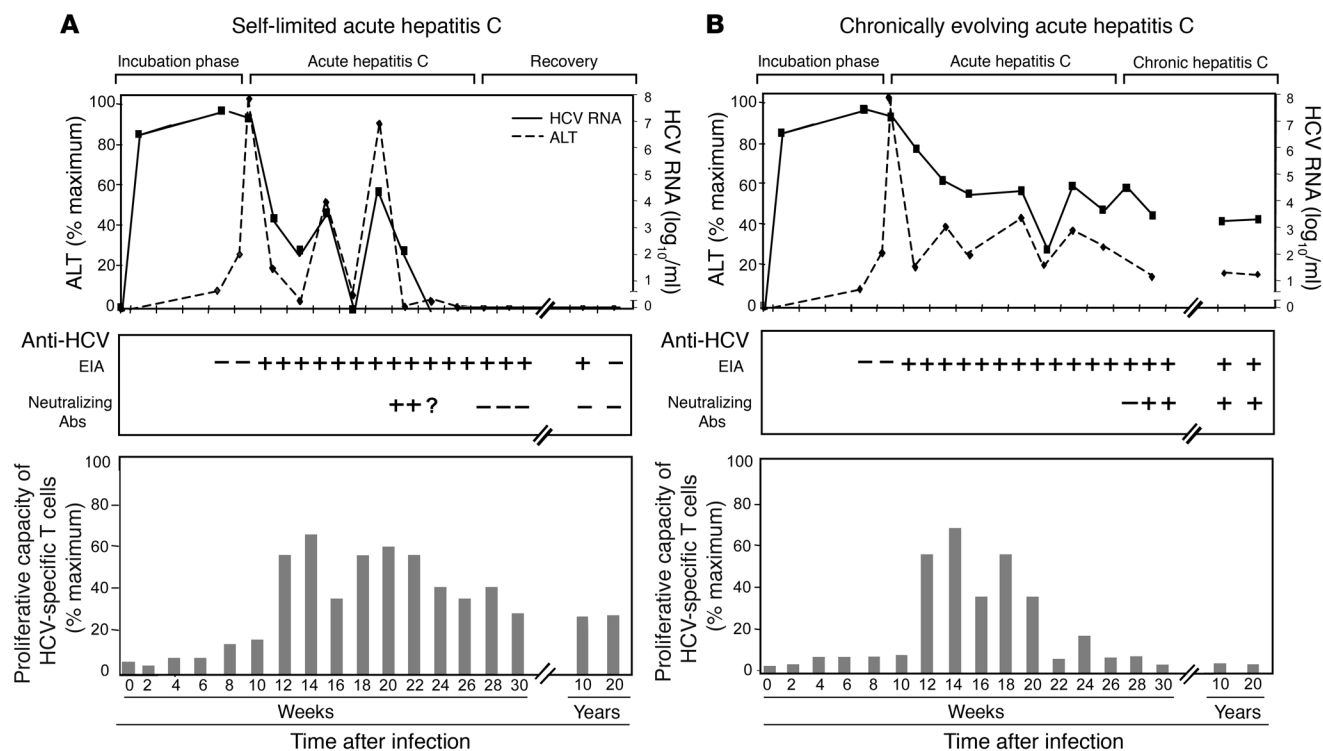 A Self-limited acute hepatitis C
Incubation phase Acute hepatitis C Recovery
ALT (% maximum)
100
80
60
40
20
0
HCV RNA
ALT
8
7
6
5
4
3
2
1
0
HCV RNA (log10/ml)
Anti-HCV
EIA − − + + + + + + + + + + + + + + + + −
Neutralizing + + ? − − − − −
Abs
Proliferative capacity of
HCV-specific T cells
(% maximum)
100
80
60
40
20
0
0 2 4 6 8 10 12 14 16 18 20 22 24 26 28 30 10 20
Weeks Years
Time after infection
B Chronically evolving acute hepatitis C
Incubation phase Acute hepatitis C Chronic hepatitis C
ALT (% maximum)
100
80
60
40
20
0
8
7
6
5
4
3
2
1
0
HCV RNA (log10/ml)
Anti-HCV
EIA − − + + + + + + + + + + + + + + + + +
Neutralizing − + + + +
Abs
Proliferative capacity of
HCV-specific T cells
(% maximum)
100
80
60
40
20
0
0 2 4 6 8 10 12 14 16 18 20 22 24 26 28 30 10 20
Weeks Years
Time after infection